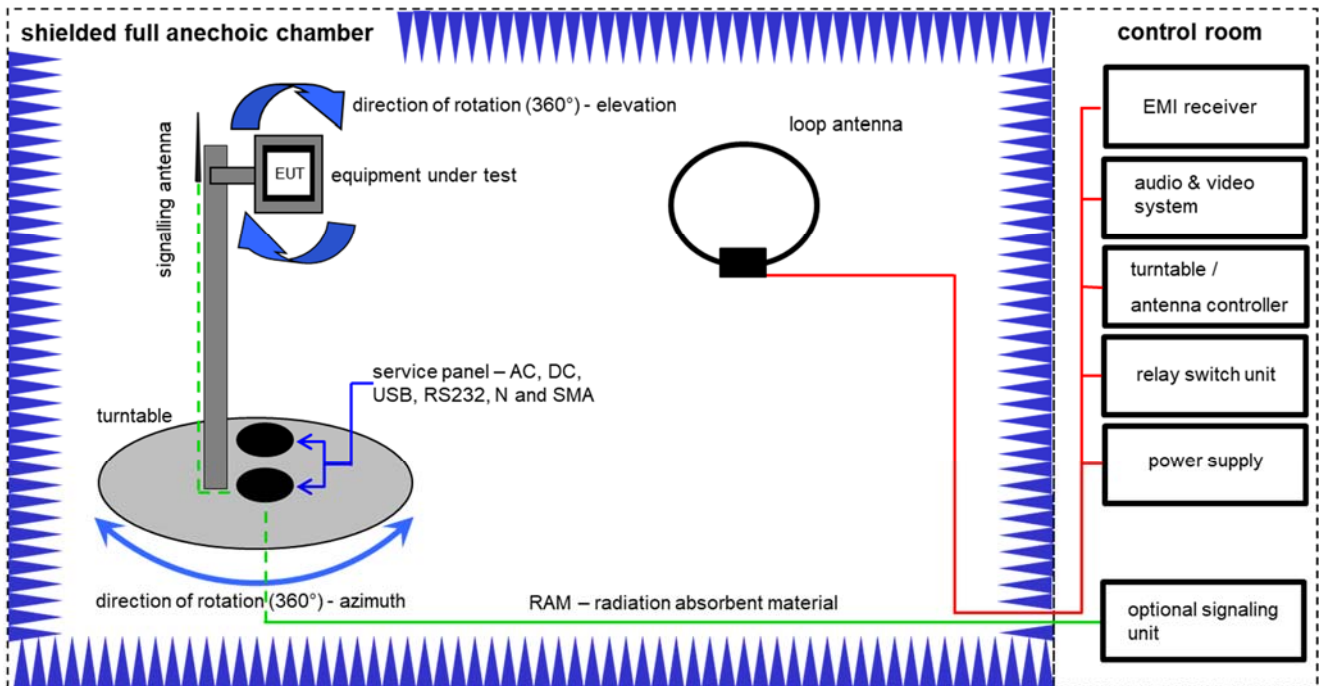 shielded full anechoic chamber
control room
direction of rotation (360°) - elevation
EUT
equipment under test
signalling antenna
loop antenna
EMI receiver
audio & video
system
turntable /
antenna controller
relay switch unit
power supply
service panel – AC, DC,
USB, RS232, N and SMA
turntable
direction of rotation (360°) - azimuth
RAM – radiation absorbent material
optional signaling
unit